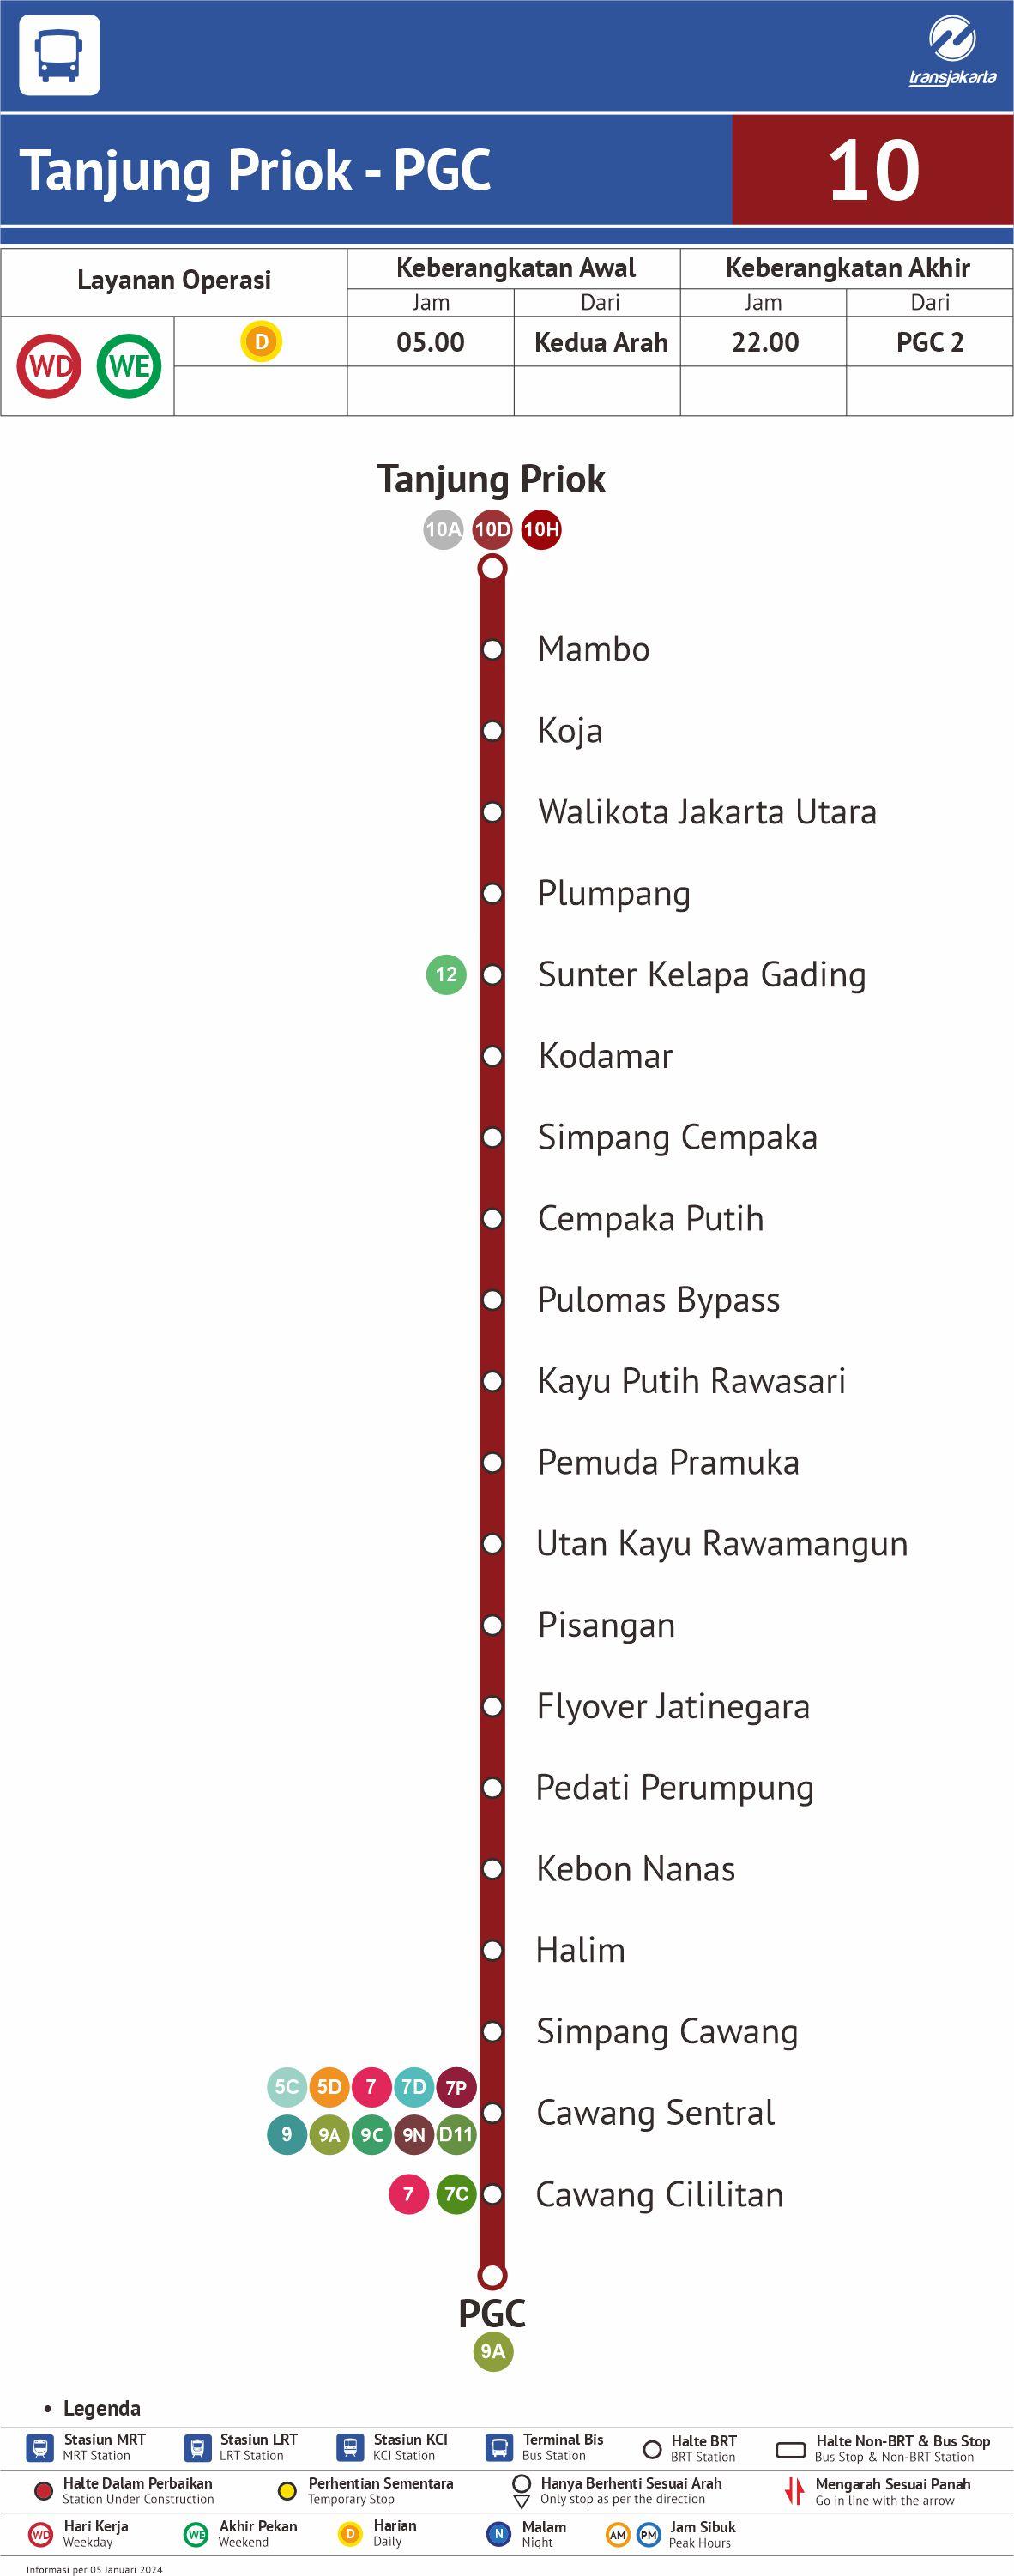 transjakarta
Tanjung Priok - PGC
10
Layanan Operasi
Keberangkatan Awal
Keberangkatan Akhir
Jam
Dari
Jam
Dari
WD WE D 05.00 Kedua Arah 22.00 PGC 2
Tanjung Priok
10A 10D 10H
Mambo
Koja
Walikota Jakarta Utara
Plumpang
12 Sunter Kelapa Gading
Kodamar
Simpang Cempaka
Cempaka Putih
Pulomas Bypass
Kayu Putih Rawasari
Pemuda Pramuka
Utan Kayu Rawamangun
Pisangan
Flyover Jatinegara
Pedati Perumpung
Kebon Nanas
Halim
Simpang Cawang
5C 5D 7 7D 7P
Cawang Sentral
9 9A 9C 9N D11
7 7C Cawang Cililitan
PGC
9A
• Legenda
Stasiun MRT
MRT Station
Stasiun LRT
LRT Station
Stasiun KCI
KCI Station
Terminal Bis
Bus Station
Halte BRT
BRT Station
Halte Non-BRT & Bus Stop
Bus Stop & Non-BRT Station
Halte Dalam Perbaikan
Station Under Construction
Perhentian Sementara
Temporary Stop
Hanya Berhenti Sesuai Arah
Only stop as per the direction
Mengarah Sesuai Panah
Go in line with the arrow
WD Hari Kerja
Weekday
WE Akhir Pekan
Weekend
D Harian
Daily
N Malam
Night
AM PM Jam Sibuk
Peak Hours
Informasi per 05 Januari 2024